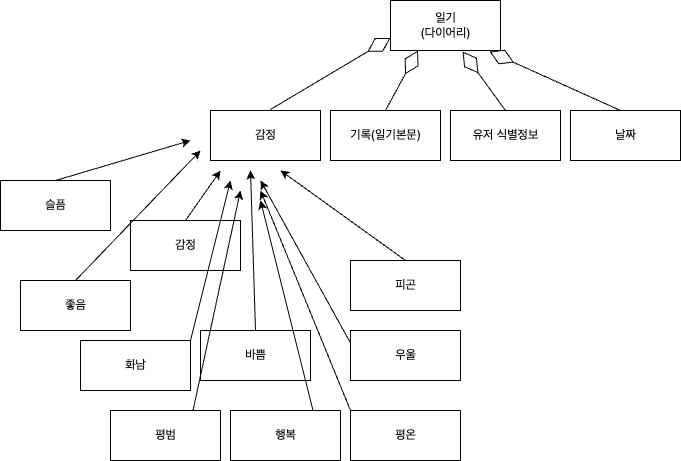 일기
(다이어리)
감정
기록(일기본문)
유저 식별정보
날짜
슬픔
감정
좋음
피곤
화남
바쁨
우울
평범
행복
평온